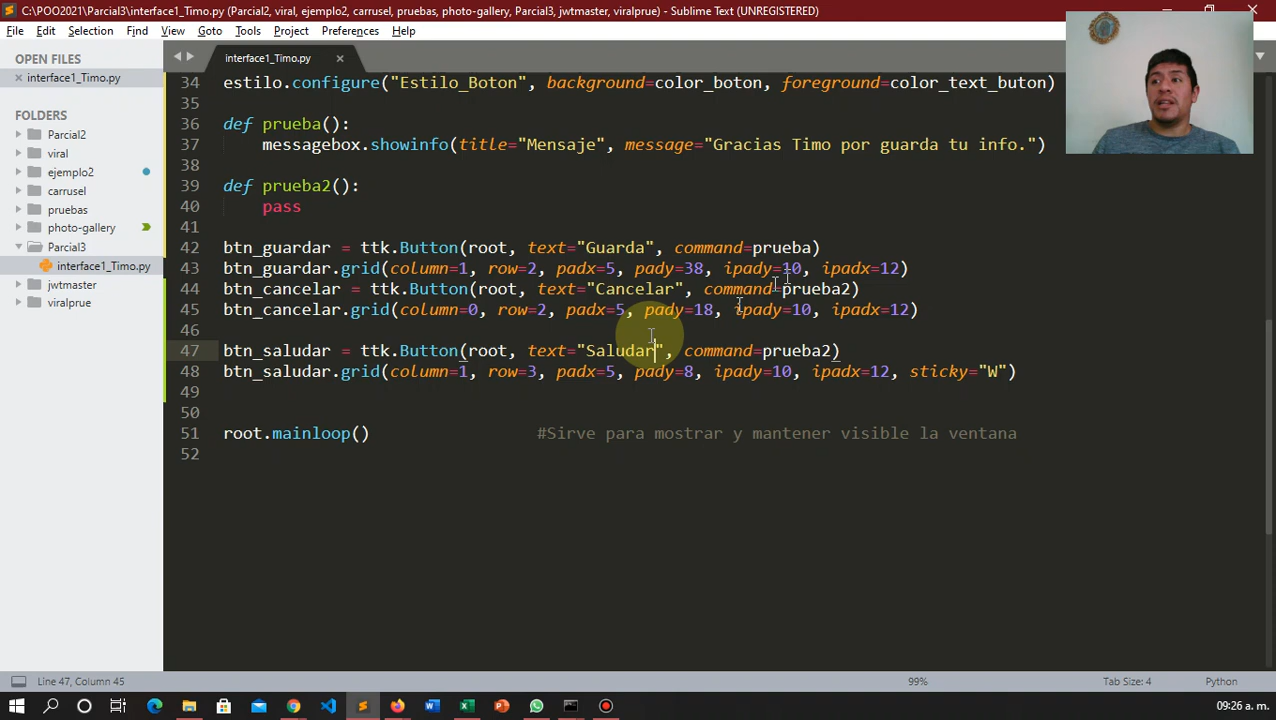 C:\POO2021\Parcial3\interface1_Timo.py (Parcial2, viral, ejemplo2, carrusel, pruebas, photo-gallery, Parcial3, jwtmaster, viralprue) - Sublime Text (UNREGISTERED)
File Edit Selection Find View Goto Tools Project Preferences Help
OPEN FILES
interface1_Timo.py
FOLDERS
Parcial2
viral
ejemplo2
carrusel
pruebas
photo-gallery
Parcial3
interface1_Timo.py
jwtmaster
viralprue
interface1_Timo.py
34 estilo.configure("Estilo_Boton", background=color_boton, foreground=color_text_buton)
35
36 def prueba():
37 messagebox.showinfo(title="Mensaje", message="Gracias Timo por guarda tu info.")
38
39 def prueba2():
40 pass
41
42 btn_guardar = ttk.Button(root, text="Guarda", command=prueba)
43 btn_guardar.grid(column=1, row=2, padx=5, pady=38, ipady=10, ipadx=12)
44 btn_cancelar = ttk.Button(root, text="Cancelar", command=prueba2)
45 btn_cancelar.grid(column=0, row=2, padx=5, pady=18, ipady=10, ipadx=12)
46
47 btn_saludar = ttk.Button(root, text="Saludar", command=prueba2)
48 btn_saludar.grid(column=1, row=3, padx=5, pady=8, ipady=10, ipadx=12, sticky="W")
49
50
51 root.mainloop() #Sirve para mostrar y mantener visible la ventana
52
Line 47, Column 45
99%
Tab Size: 4
Python
09:26 a. m.